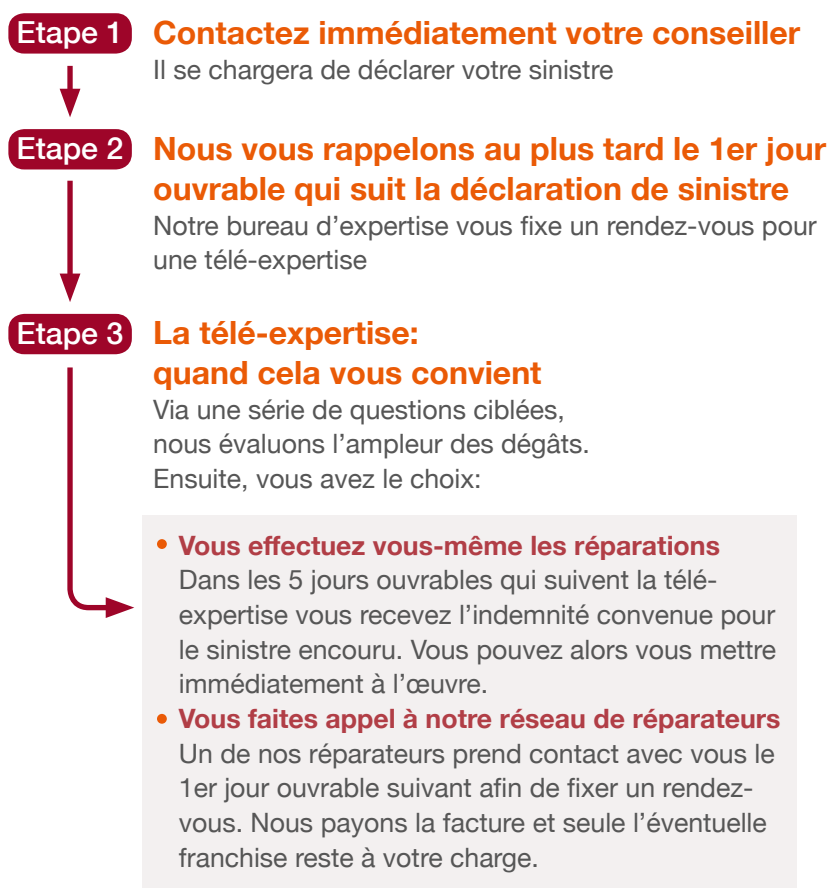 Etape 1 Contactez immédiatement votre conseiller
Il se chargera de déclarer votre sinistre
Etape 2 Nous vous rappelons au plus tard le 1er jour
ouvrable qui suit la déclaration de sinistre
Notre bureau d’expertise vous fixe un rendez-vous pour
une télé-expertise
Etape 3 La télé-expertise:
quand cela vous convient
Via une série de questions ciblées,
nous évaluons l’ampleur des dégâts.
Ensuite, vous avez le choix:
• Vous effectuez vous-même les réparations
Dans les 5 jours ouvrables qui suivent la télé-
expertise vous recevez l’indemnité convenue pour
le sinistre encouru. Vous pouvez alors vous mettre
immédiatement à l’œuvre.
• Vous faites appel à notre réseau de réparateurs
Un de nos réparateurs prend contact avec vous le
1er jour ouvrable suivant afin de fixer un rendez-
vous. Nous payons la facture et seule l’éventuelle
franchise reste à votre charge.